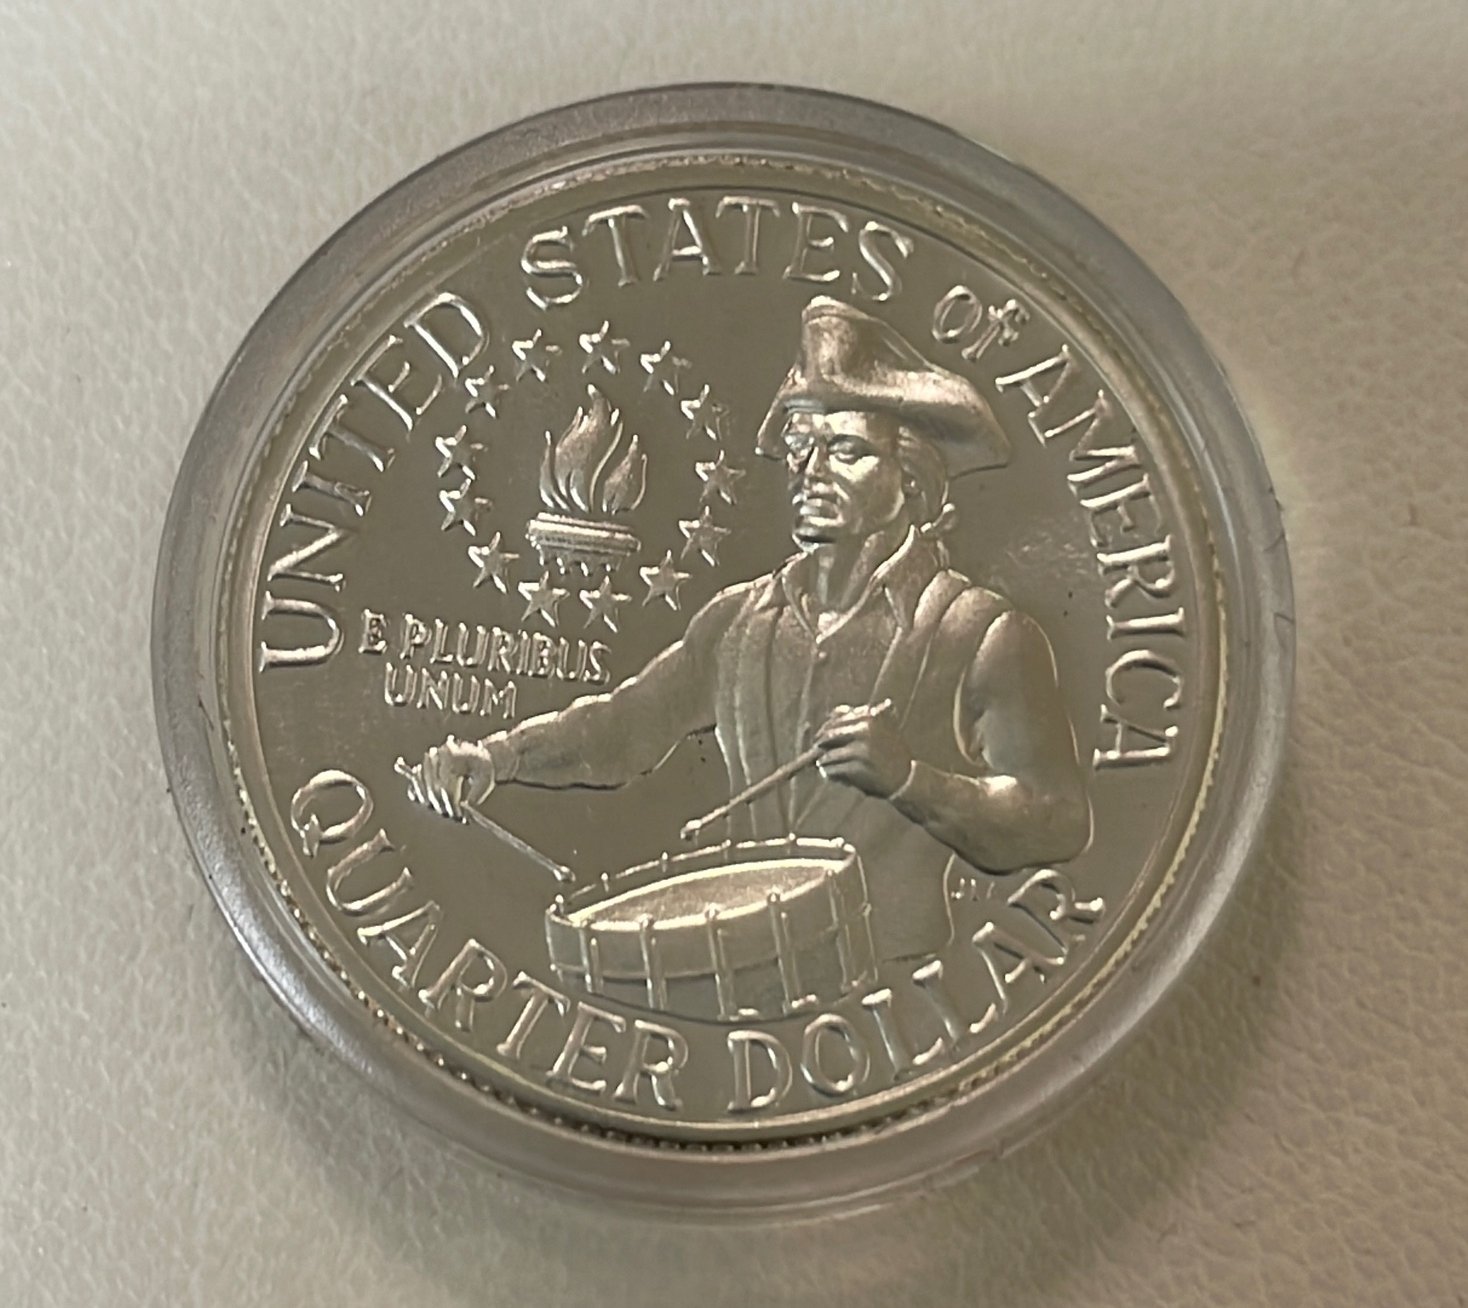 UNITED STATES of AMERICA
E PLURIBUS
UNUM
QUARTER DOLLAR